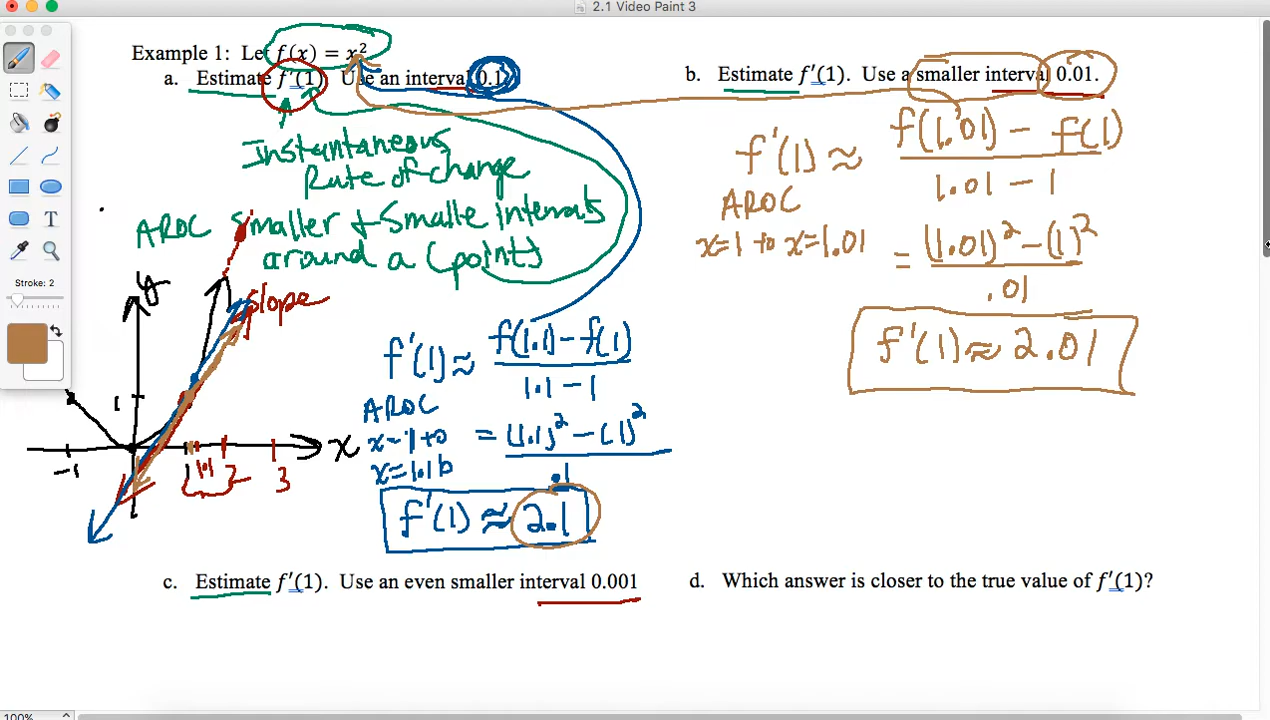 2.1 Video Paint 3
Example 1: Let f(x) = x²
a. Estimate f′(1) Use an interval 0.1
Instantaneous
Rate of change
AROC Smaller & Smalle intervals
around a (point)
slope
y
1
x
-1
1
1.1
2
3
f'(1) ≈ f(1.1) - f(1) / 1.1 - 1
AROC
x=1 to
x=1.1
= (1.1)² - (1)² / .1
f'(1) ≈ 2.1
b. Estimate f′(1). Use a smaller interval 0.01.
f'(1) ≈ f(1.01) - f(1) / 1.01 - 1
AROC
x=1 to x=1.01
= (1.01)² - (1)² / .01
f'(1) ≈ 2.01
c. Estimate f′(1). Use an even smaller interval 0.001
d. Which answer is closer to the true value of f′(1)?
T
Stroke: 2
100%